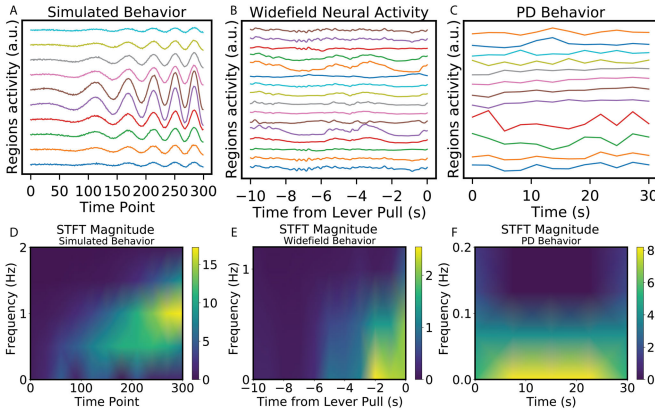 A Simulated Behavior
Regions activity (a.u.)
0 50 100 150 200 250 300
Time Point
B Widefield Neural Activity
Regions activity (a.u.)
−10 −8 −6 −4 −2 0
Time from Lever Pull (s)
C PD Behavior
Regions activity (a.u.)
0 10 20 30
Time (s)
D STFT Magnitude
Simulated Behavior
Frequency (Hz)
2
1
0
0 100 200 300
Time Point
15
10
5
0
E STFT Magnitude
Widefield Behavior
Frequency (Hz)
1
0
−10 −8 −6 −4 −2 0
Time from Lever Pull (s)
2
1
0
F STFT Magnitude
PD Behavior
Frequency (Hz)
0.2
0.1
0.0
0 10 20 30
Time (s)
8
6
4
2
0